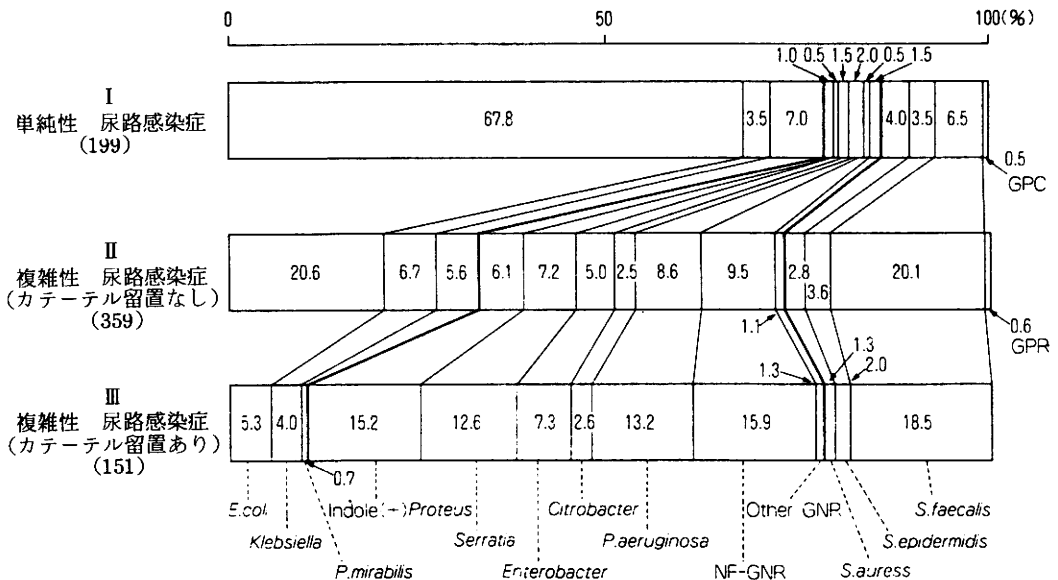 0 50 100(%)
1.0 0.5 1.5 2.0 0.5 1.5
I
単純性 尿路感染症
(199)
67.8 3.5 7.0 4.0 3.5 6.5
0.5
GPC
II
複雑性 尿路感染症
(カテーテル留置なし)
(359)
20.6 6.7 5.6 6.1 7.2 5.0 2.5 8.6 9.5 2.8 3.6 20.1
1.1
0.6
GPR
1.3 1.3 2.0
III
複雑性 尿路感染症
(カテーテル留置あり)
(151)
5.3 4.0 15.2 12.6 7.3 2.6 13.2 15.9 18.5
0.7
E.coli Indole(+)Proteus Citrobacter Other GNR S.faecalis
Klebsiella Serratia P.aeruginosa S.epidermidis
P.mirabilis Enterobacter NF-GNR S.auress